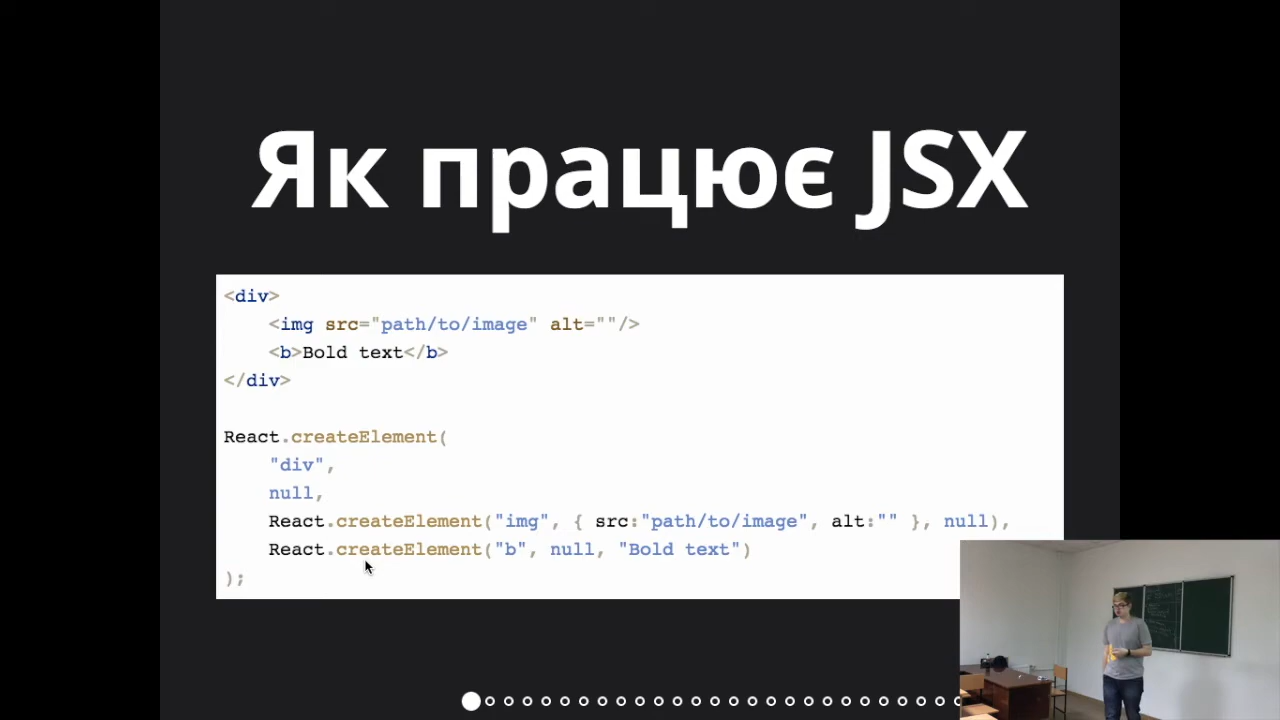 Як працює JSX
<div>
    <img src="path/to/image" alt=""/>
    <b>Bold text</b>
</div>

React.createElement(
    "div",
    null,
    React.createElement("img", { src:"path/to/image", alt:"" }, null),
    React.createElement("b", null, "Bold text")
);